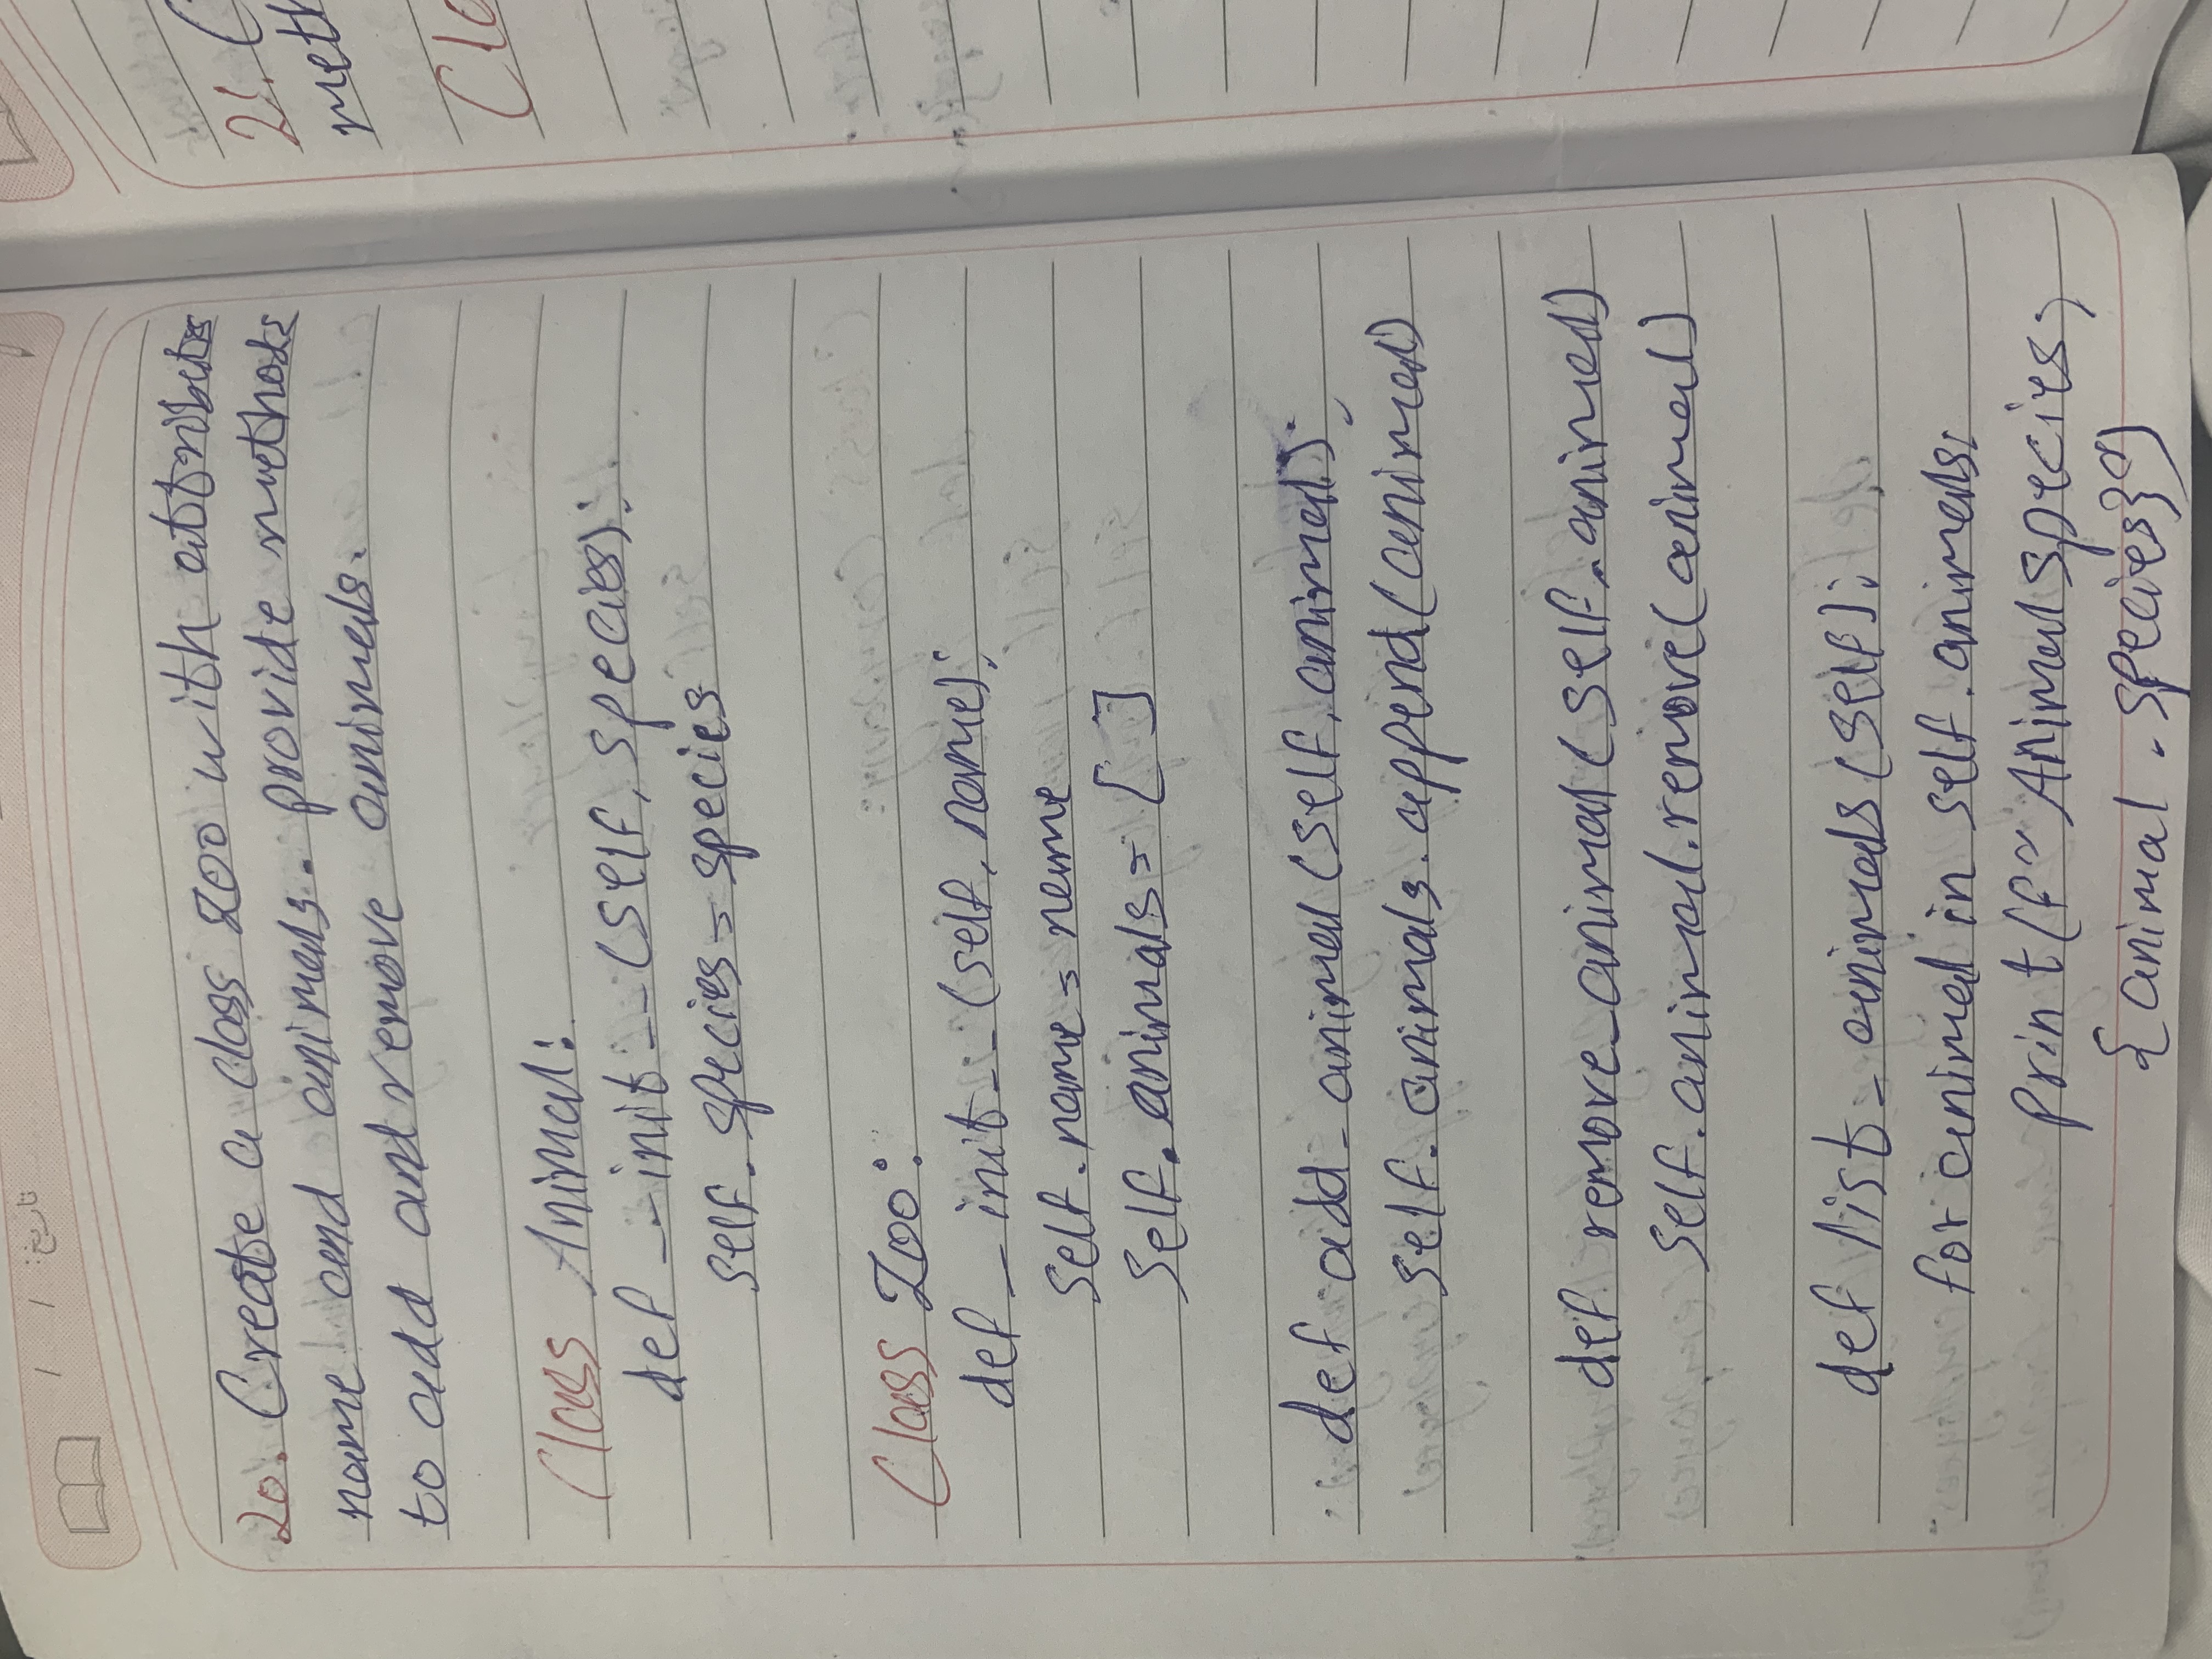 تاریخ: / /
20. Create a class Zoo with attributes
name and animals. provide methods
to add and remove animals.
Class Animal:
def __init__(self, species):
self.species = species
Class Zoo:
def _ init__(self, name):
self.name = name
self.animals = [ ]
def add_animal(self, animal):
self.animals.append(animal)
def remove_animal(self.animal)
self.animal.remove(animal)
def list_animals(self):
for animal in self.animals:
print(f"Animal species;
{animal.species}")
21.
meth
Cla